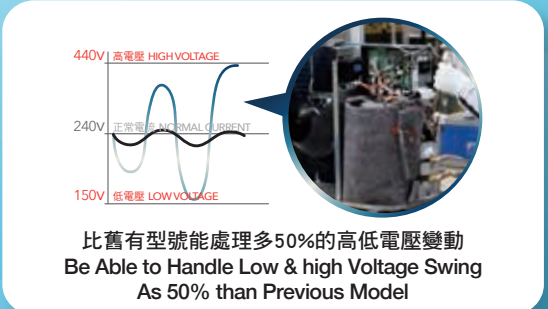 440V 高電壓 HIGH VOLTAGE
240V 正常電流 NORMAL CURRENT
150V 低電壓 LOW VOLTAGE
比舊有型號能處理多50%的高低電壓變動
Be Able to Handle Low & high Voltage Swing
As 50% than Previous Model